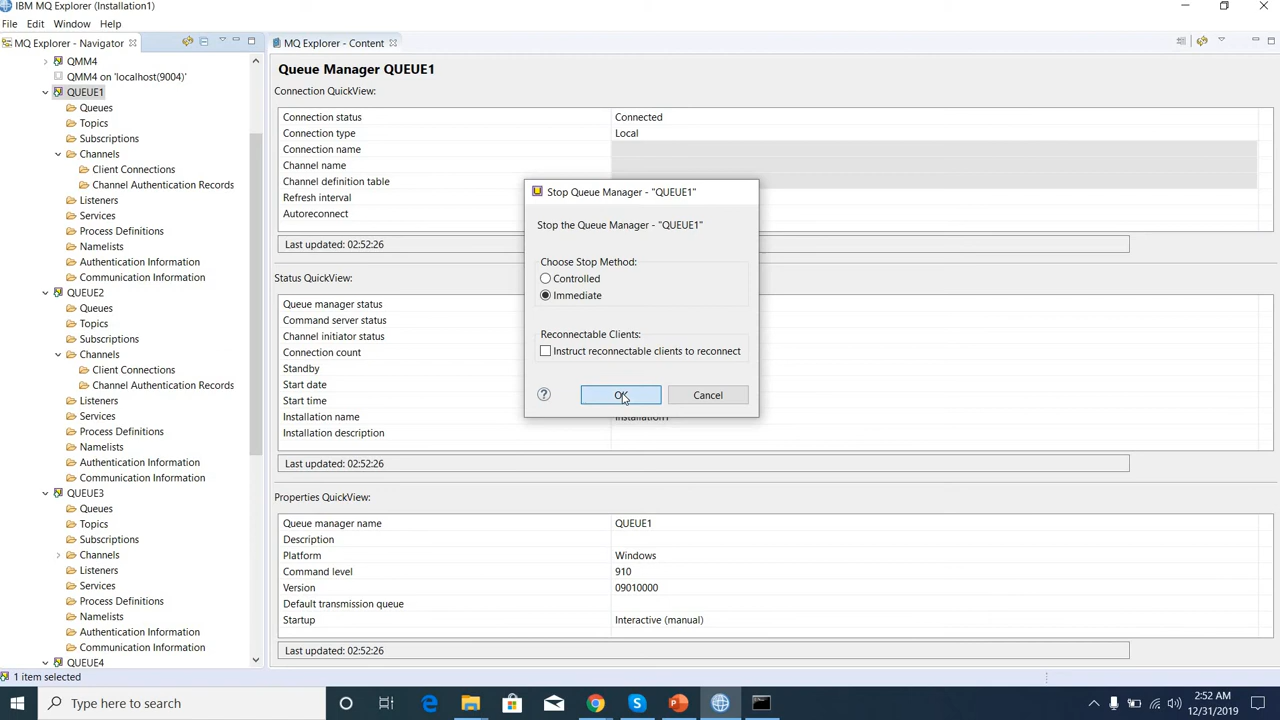 IBM MQ Explorer (Installation1)
File Edit Window Help
MQ Explorer - Navigator
QMM4
QMM4 on 'localhost(9004)'
QUEUE1
Queues
Topics
Subscriptions
Channels
Client Connections
Channel Authentication Records
Listeners
Services
Process Definitions
Namelists
Authentication Information
Communication Information
QUEUE2
Queues
Topics
Subscriptions
Channels
Client Connections
Channel Authentication Records
Listeners
Services
Process Definitions
Namelists
Authentication Information
Communication Information
QUEUE3
Queues
Topics
Subscriptions
Channels
Listeners
Services
Process Definitions
Namelists
Authentication Information
Communication Information
QUEUE4
MQ Explorer - Content
Queue Manager QUEUE1
Connection QuickView:
Connection status Connected
Connection type Local
Connection name
Channel name
Channel definition table
Refresh interval
Autoreconnect
Last updated: 02:52:26
Status QuickView:
Queue manager status
Command server status
Channel initiator status
Connection count
Standby
Start date
Start time
Installation name Installation1
Installation description
Last updated: 02:52:26
Properties QuickView:
Queue manager name QUEUE1
Description
Platform Windows
Command level 910
Version 09010000
Default transmission queue
Startup Interactive (manual)
Last updated: 02:52:26
Stop Queue Manager - "QUEUE1"
Stop the Queue Manager - "QUEUE1"
Choose Stop Method:
Controlled
Immediate
Reconnectable Clients:
Instruct reconnectable clients to reconnect
? OK Cancel
1 item selected
Type here to search
2:52 AM
12/31/2019